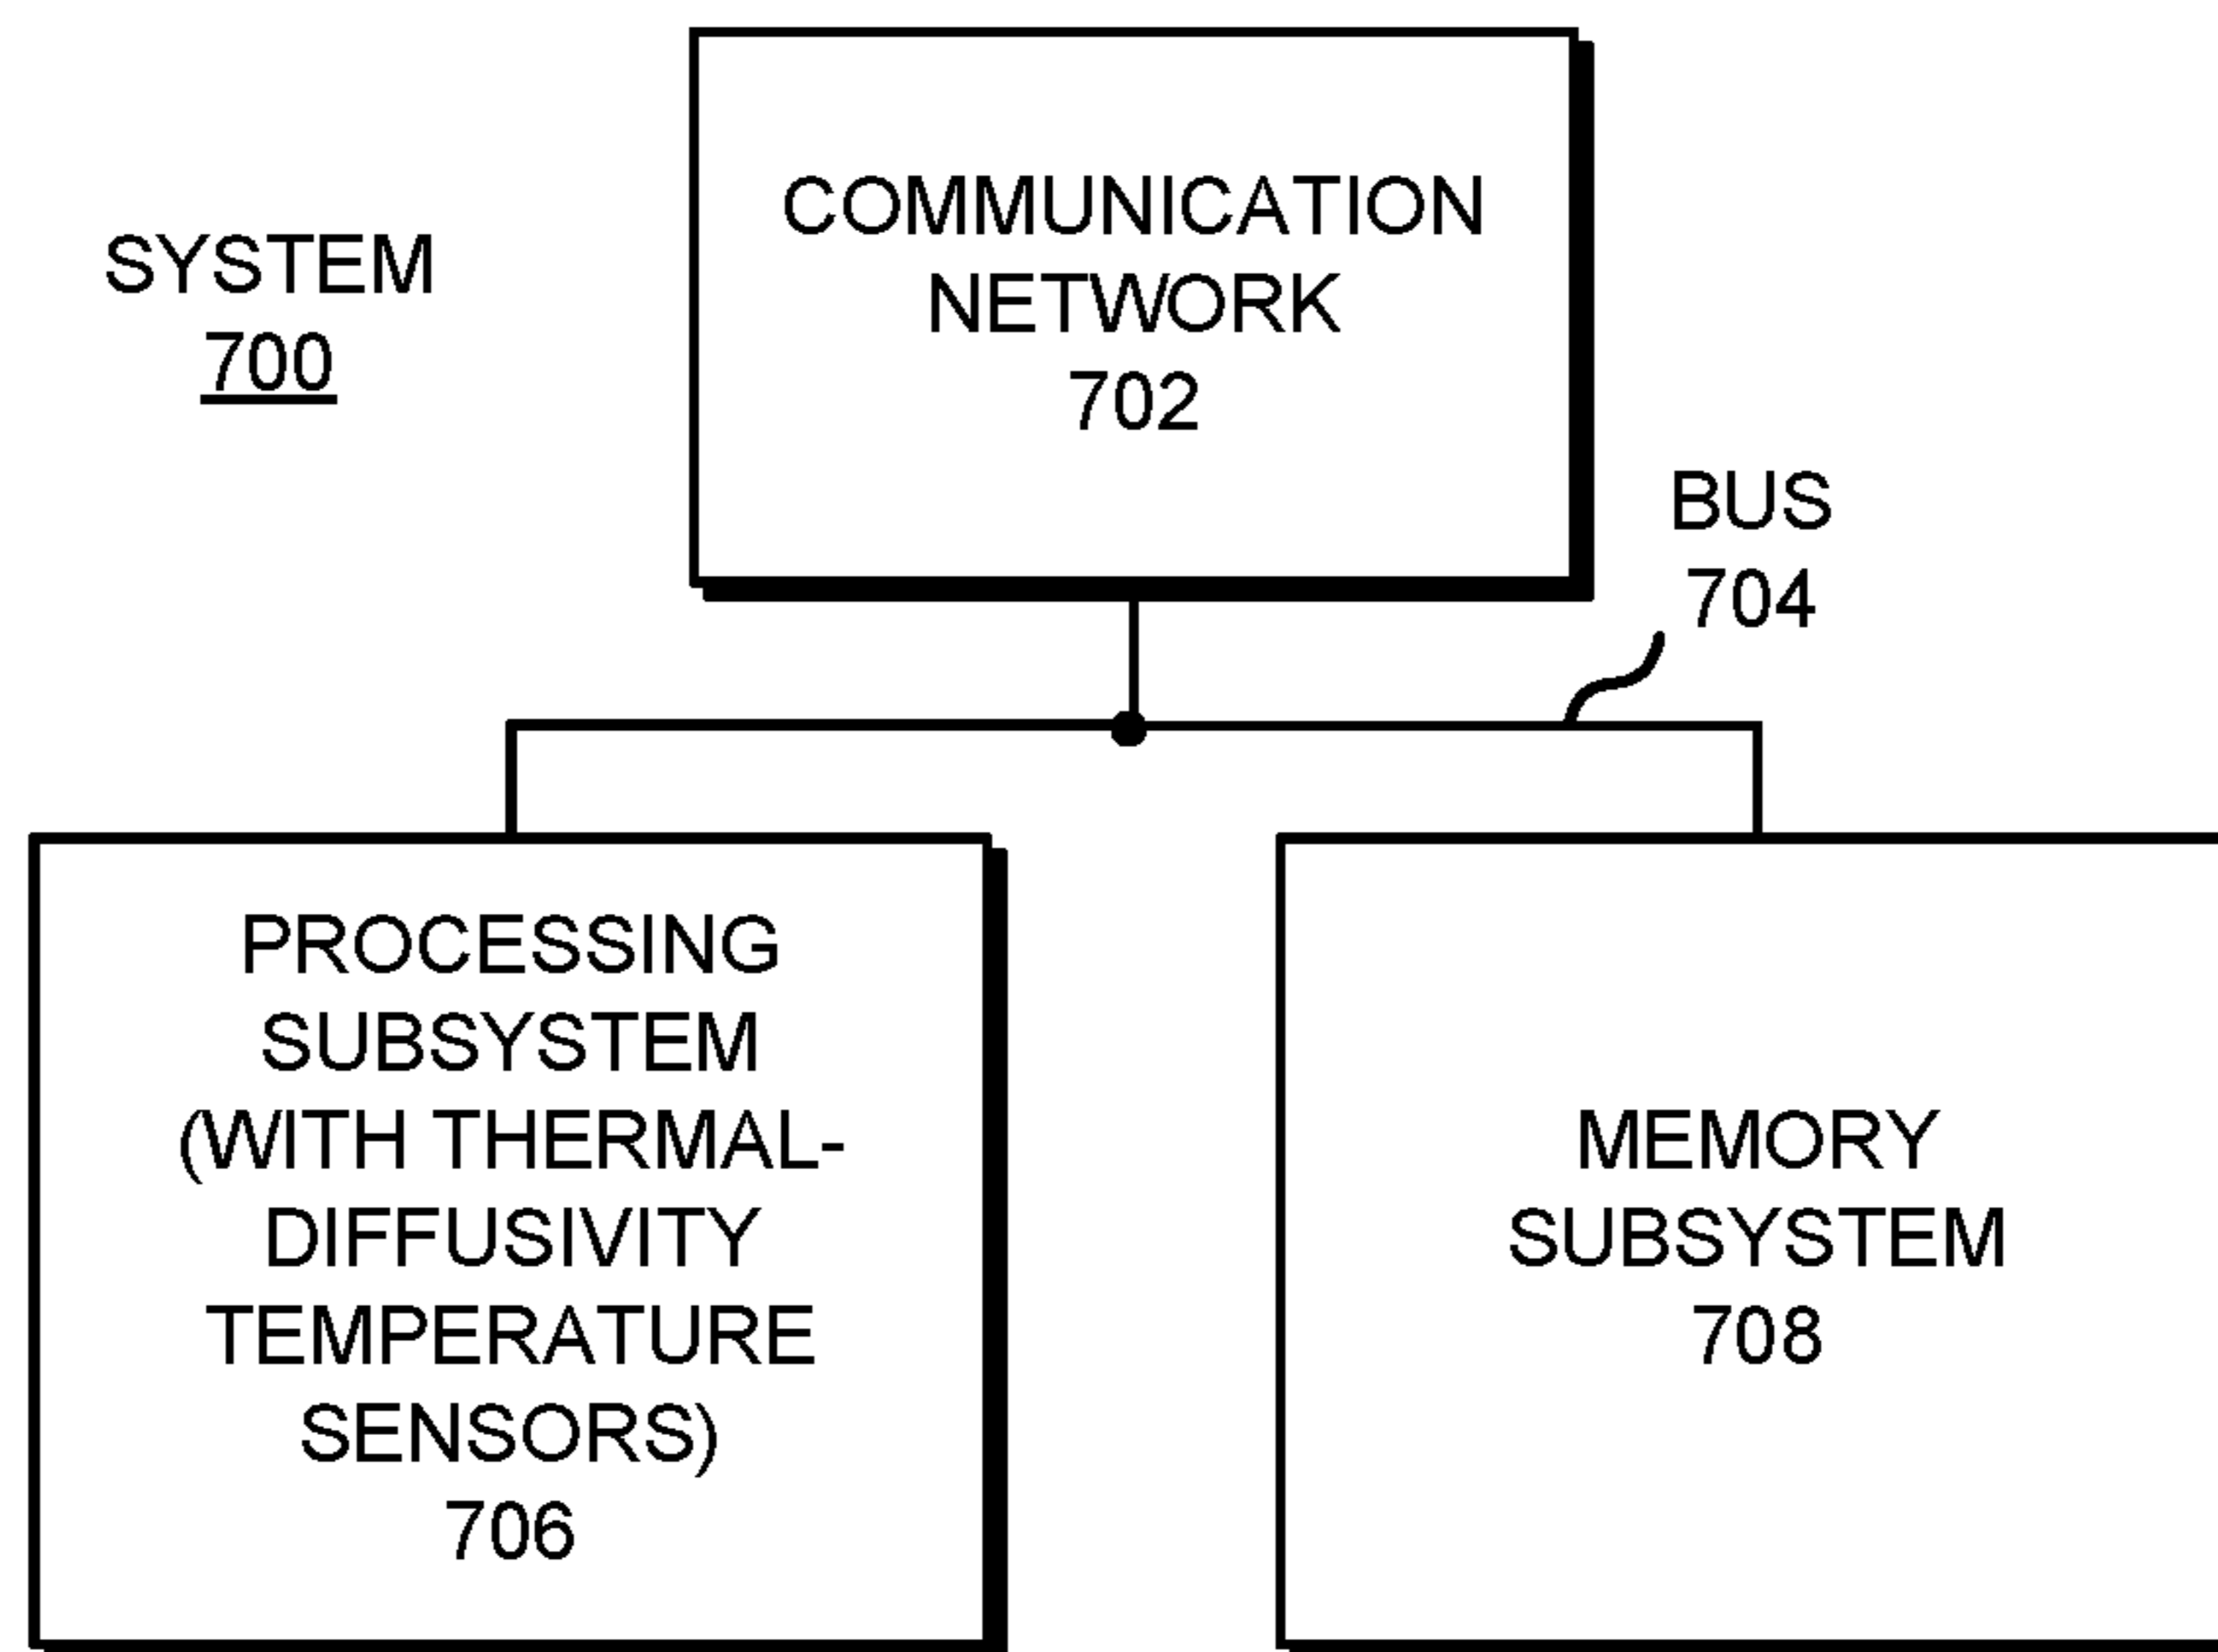 SYSTEM
700
COMMUNICATION
NETWORK
702
BUS
704
PROCESSING
SUBSYSTEM
(WITH THERMAL-
DIFFUSIVITY
TEMPERATURE
SENSORS)
706
MEMORY
SUBSYSTEM
708